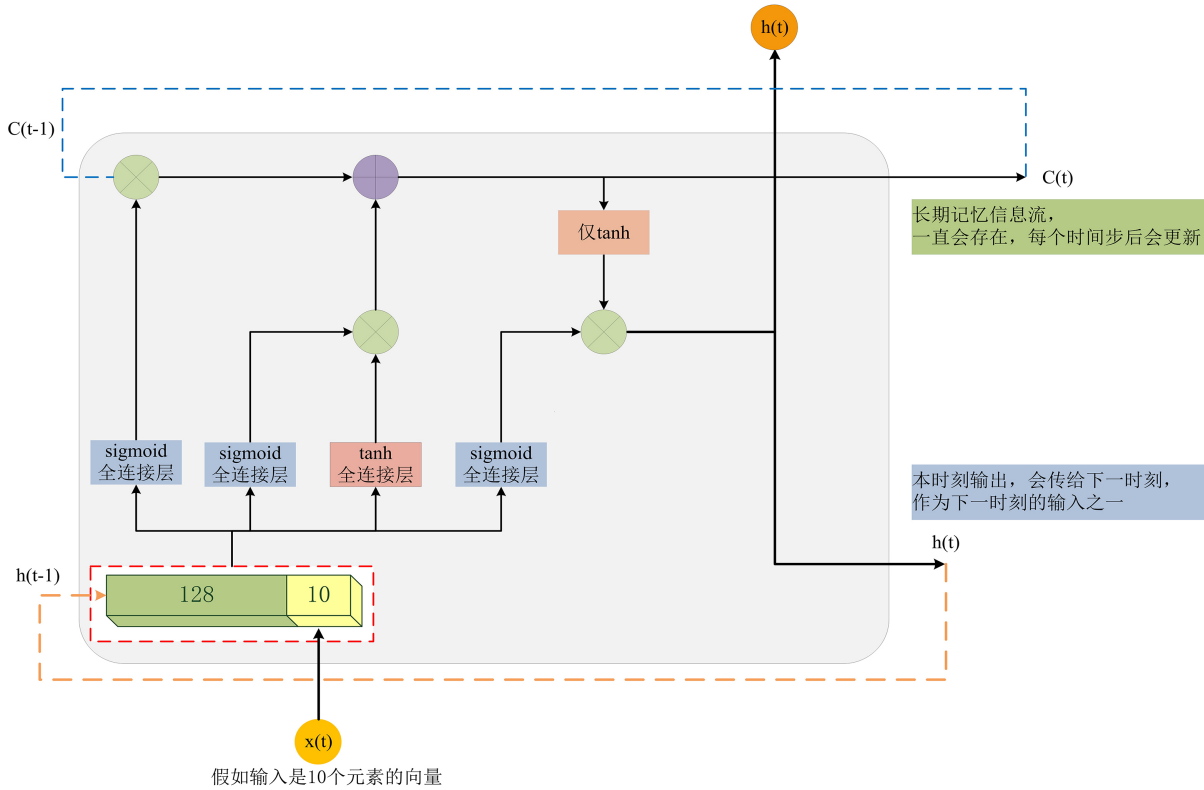 h(t)
C(t-1)
C(t)
长期记忆信息流，
一直会存在，每个时间步后会更新
仅tanh
sigmoid
全连接层
sigmoid
全连接层
tanh
全连接层
sigmoid
全连接层
本时刻输出，会传给下一时刻，
作为下一时刻的输入之一
h(t)
h(t-1)
128
10
x(t)
假如输入是10个元素的向量